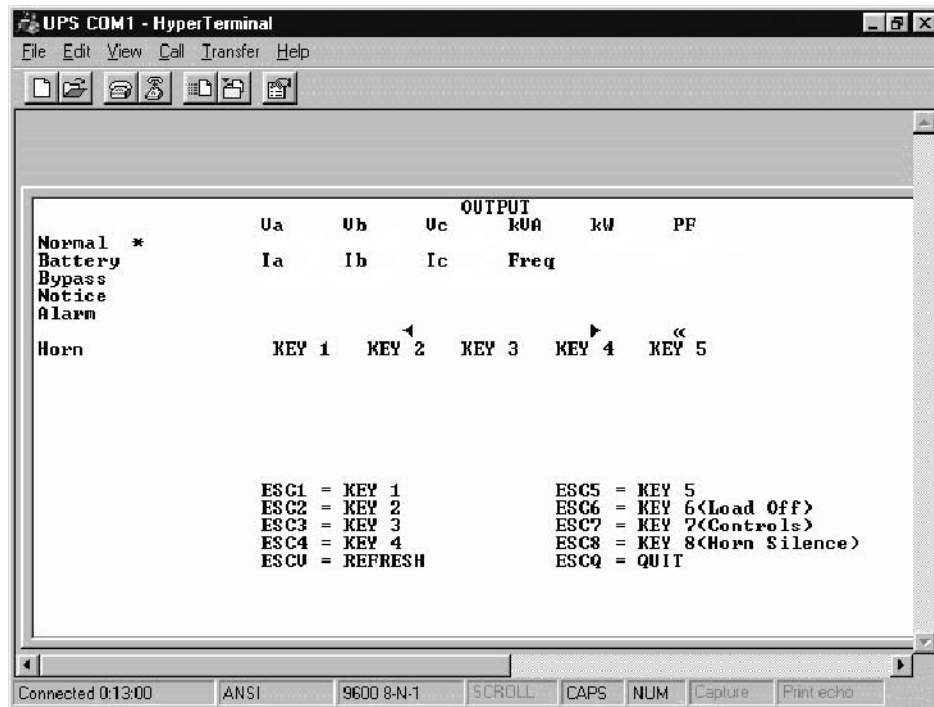 UPS COM1 - HyperTerminal
File Edit View Call Transfer Help
OUTPUT
Va Vb Vc kVA kW PF
Normal *
Battery Ia Ib Ic Freq
Bypass
Notice
Alarm
◄ ► «
Horn KEY 1 KEY 2 KEY 3 KEY 4 KEY 5
ESC1 = KEY 1 ESC5 = KEY 5
ESC2 = KEY 2 ESC6 = KEY 6(Load Off)
ESC3 = KEY 3 ESC7 = KEY 7(Controls)
ESC4 = KEY 4 ESC8 = KEY 8(Horn Silence)
ESCV = REFRESH ESCQ = QUIT
Connected 0:13:00 ANSI 9600 8-N-1 SCROLL CAPS NUM Capture Print echo